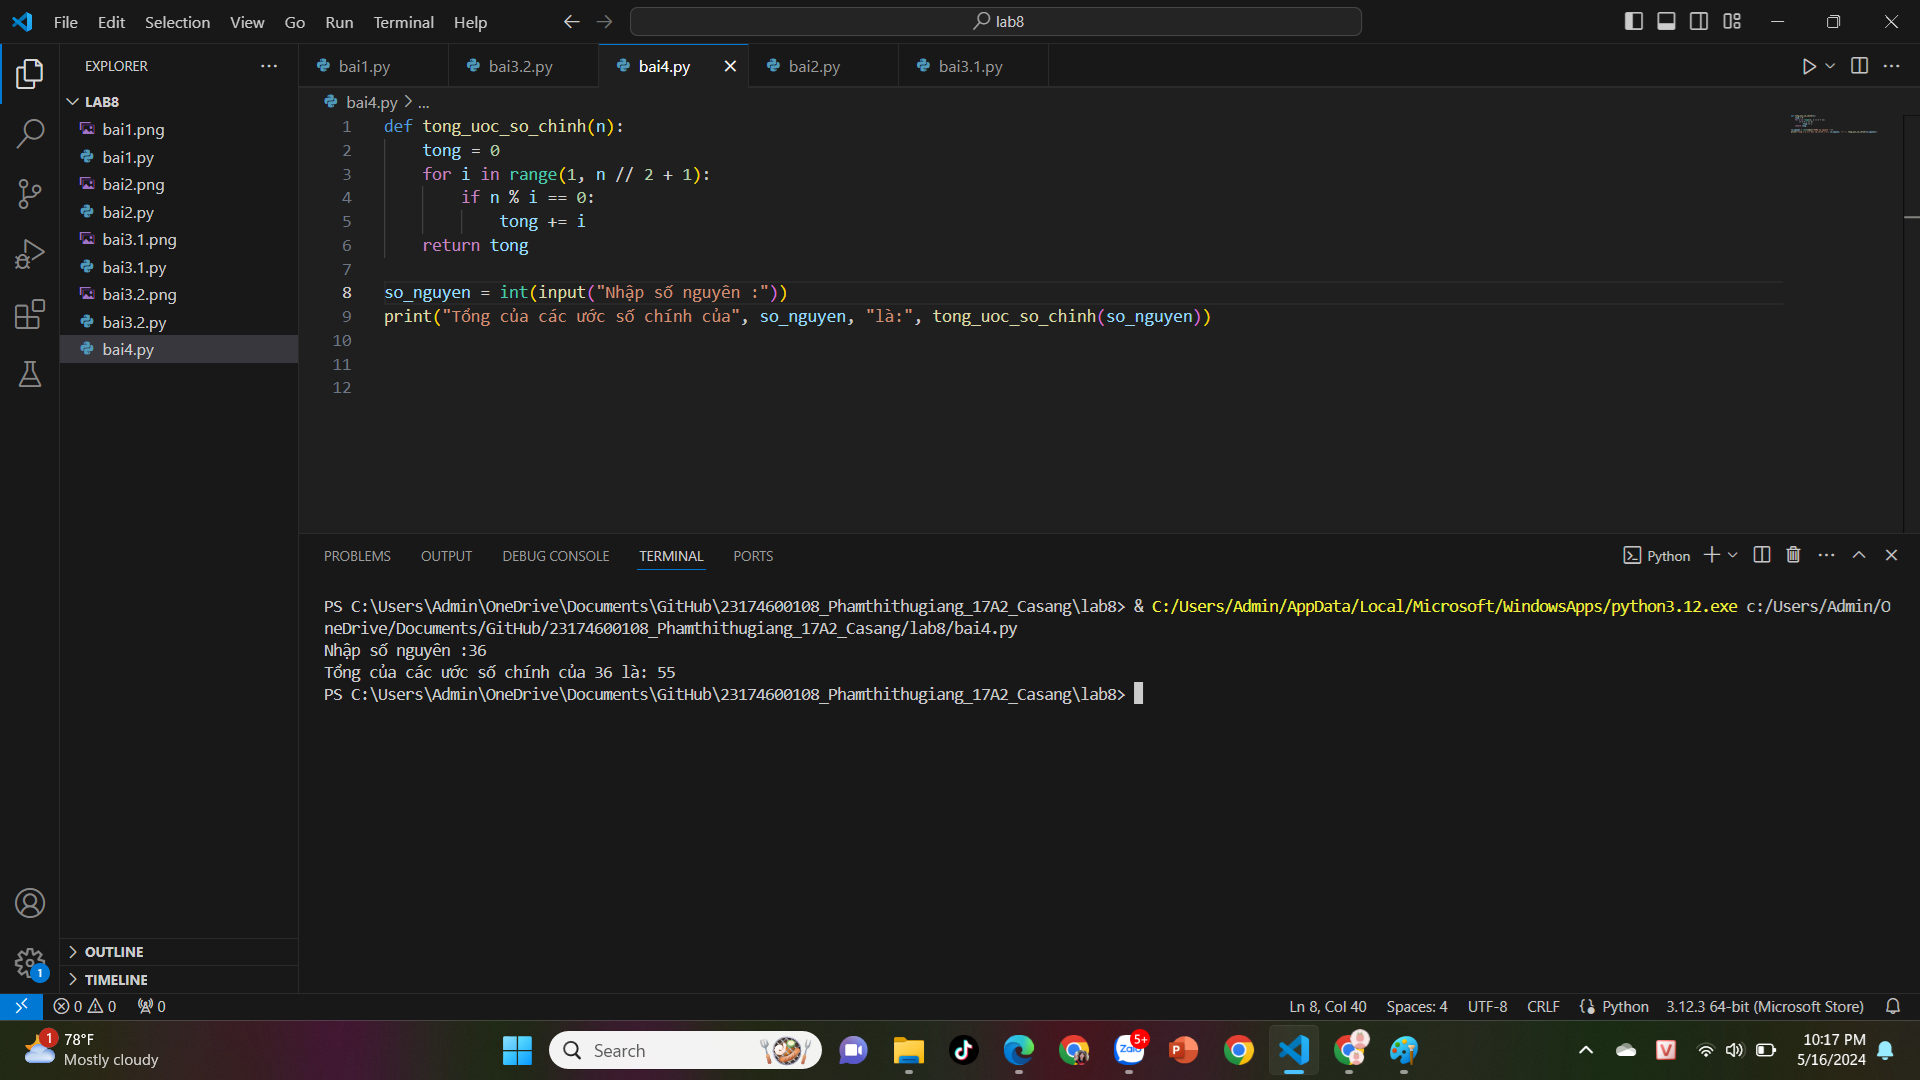 File Edit Selection View Go Run Terminal Help
lab8
EXPLORER
LAB8
bai1.png
bai1.py
bai2.png
bai2.py
bai3.1.png
bai3.1.py
bai3.2.png
bai3.2.py
bai4.py
OUTLINE
TIMELINE
bai1.py bai3.2.py bai4.py bai2.py bai3.1.py
bai4.py > ...
1 def tong_uoc_so_chinh(n):
2 tong = 0
3 for i in range(1, n // 2 + 1):
4 if n % i == 0:
5 tong += i
6 return tong
7
8 so_nguyen = int(input("Nhập số nguyên :"))
9 print("Tổng của các ước số chính của", so_nguyen, "là:", tong_uoc_so_chinh(so_nguyen))
10
11
12
PROBLEMS OUTPUT DEBUG CONSOLE TERMINAL PORTS
Python
PS C:\Users\Admin\OneDrive\Documents\GitHub\23174600108_Phamthithugiang_17A2_Casang\lab8> & C:/Users/Admin/AppData/Local/Microsoft/WindowsApps/python3.12.exe c:/Users/Admin/O
neDrive/Documents/GitHub/23174600108_Phamthithugiang_17A2_Casang/lab8/bai4.py
Nhập số nguyên :36
Tổng của các ước số chính của 36 là: 55
PS C:\Users\Admin\OneDrive\Documents\GitHub\23174600108_Phamthithugiang_17A2_Casang\lab8>
1
0 0 0
Ln 8, Col 40 Spaces: 4 UTF-8 CRLF Python 3.12.3 64-bit (Microsoft Store)
1
78°F
Mostly cloudy
Search
5+
Zalo
P
V
10:17 PM
5/16/2024